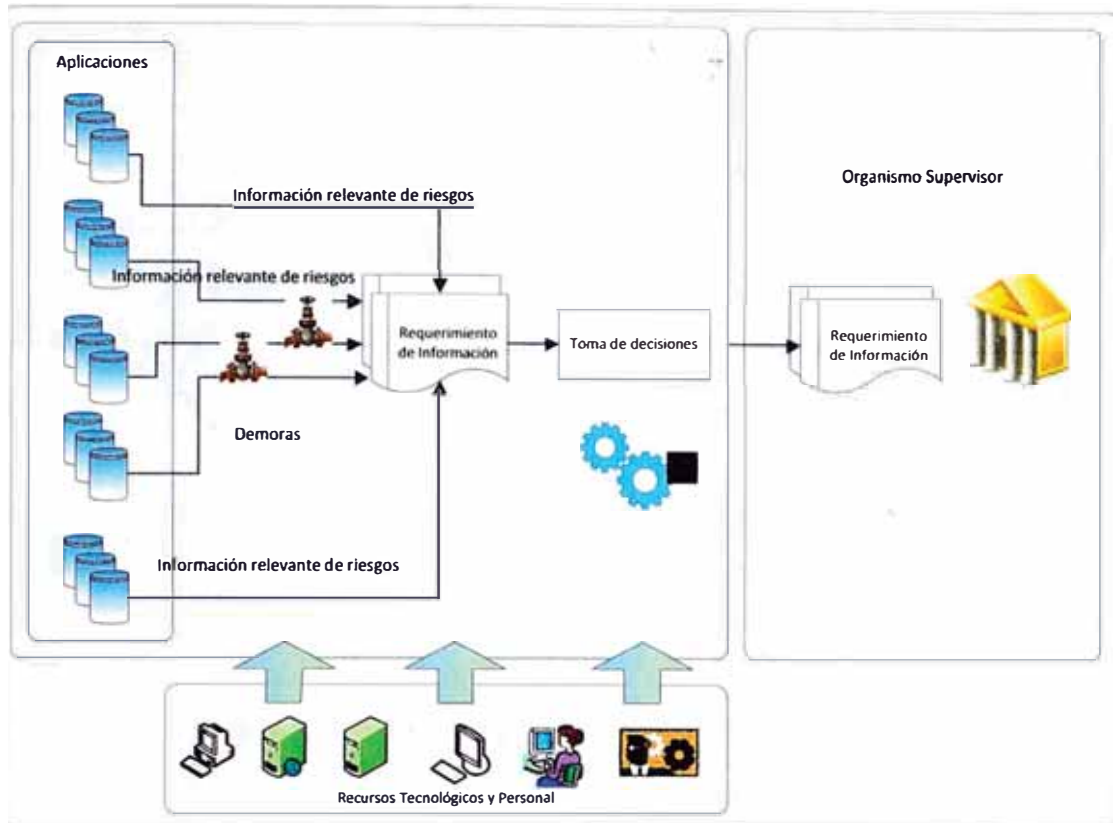 Aplicaciones
Información relevante de riesgos
Organismo Supervisor
Información relevante de riesgos
Requerimiento
de Información
Toma de decisiones
Requerimiento
de Información
Demoras
Información relevante de riesgos
Recursos Tecnológicos y Personal